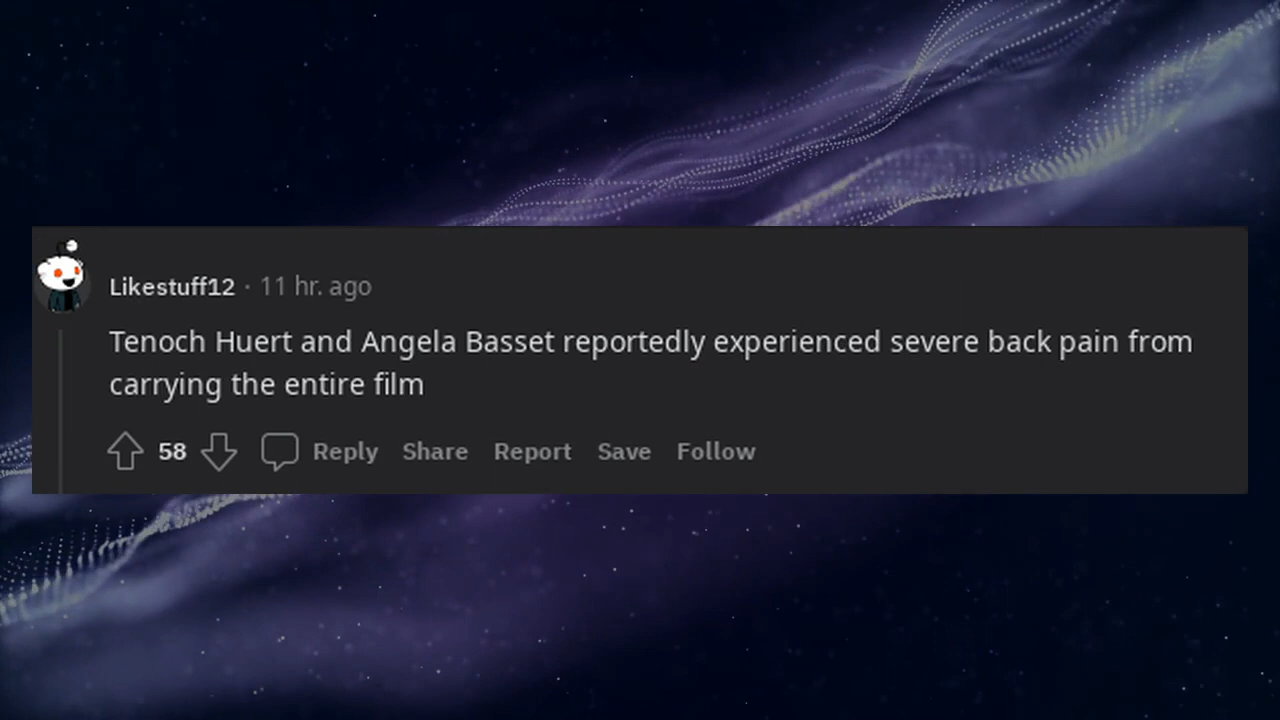 Likestuff12 · 11 hr. ago
Tenoch Huert and Angela Basset reportedly experienced severe back pain from
carrying the entire film
58 Reply Share Report Save Follow